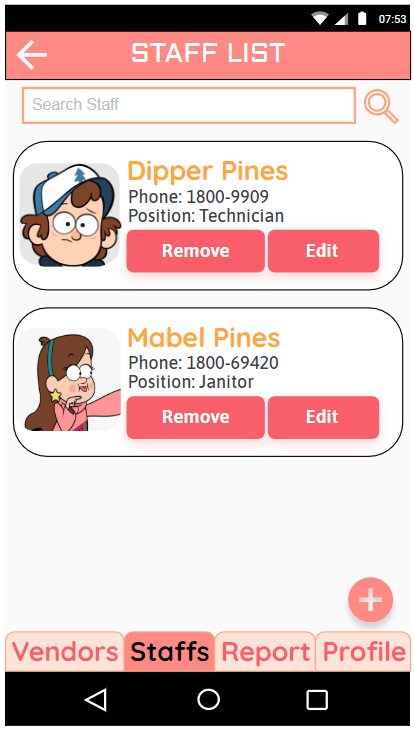 07:53
STAFF LIST
Search Staff
Dipper Pines
Phone: 1800-9909
Position: Technician
Remove Edit
Mabel Pines
Phone: 1800-69420
Position: Janitor
Remove Edit
Vendors Staffs Report Profile